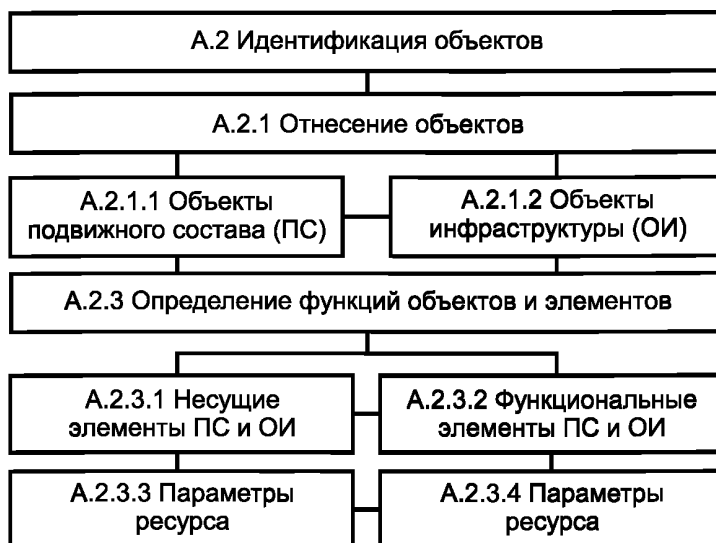 А.2 Идентификация объектов
А.2.1 Отнесение объектов
А.2.1.1 Объекты
подвижного состава (ПС)
А.2.1.2 Объекты
инфраструктуры (ОИ)
А.2.3 Определение функций объектов и элементов
А.2.3.1 Несущие
элементы ПС и ОИ
А.2.3.2 Функциональные
элементы ПС и ОИ
А.2.3.3 Параметры
ресурса
А.2.3.4 Параметры
ресурса